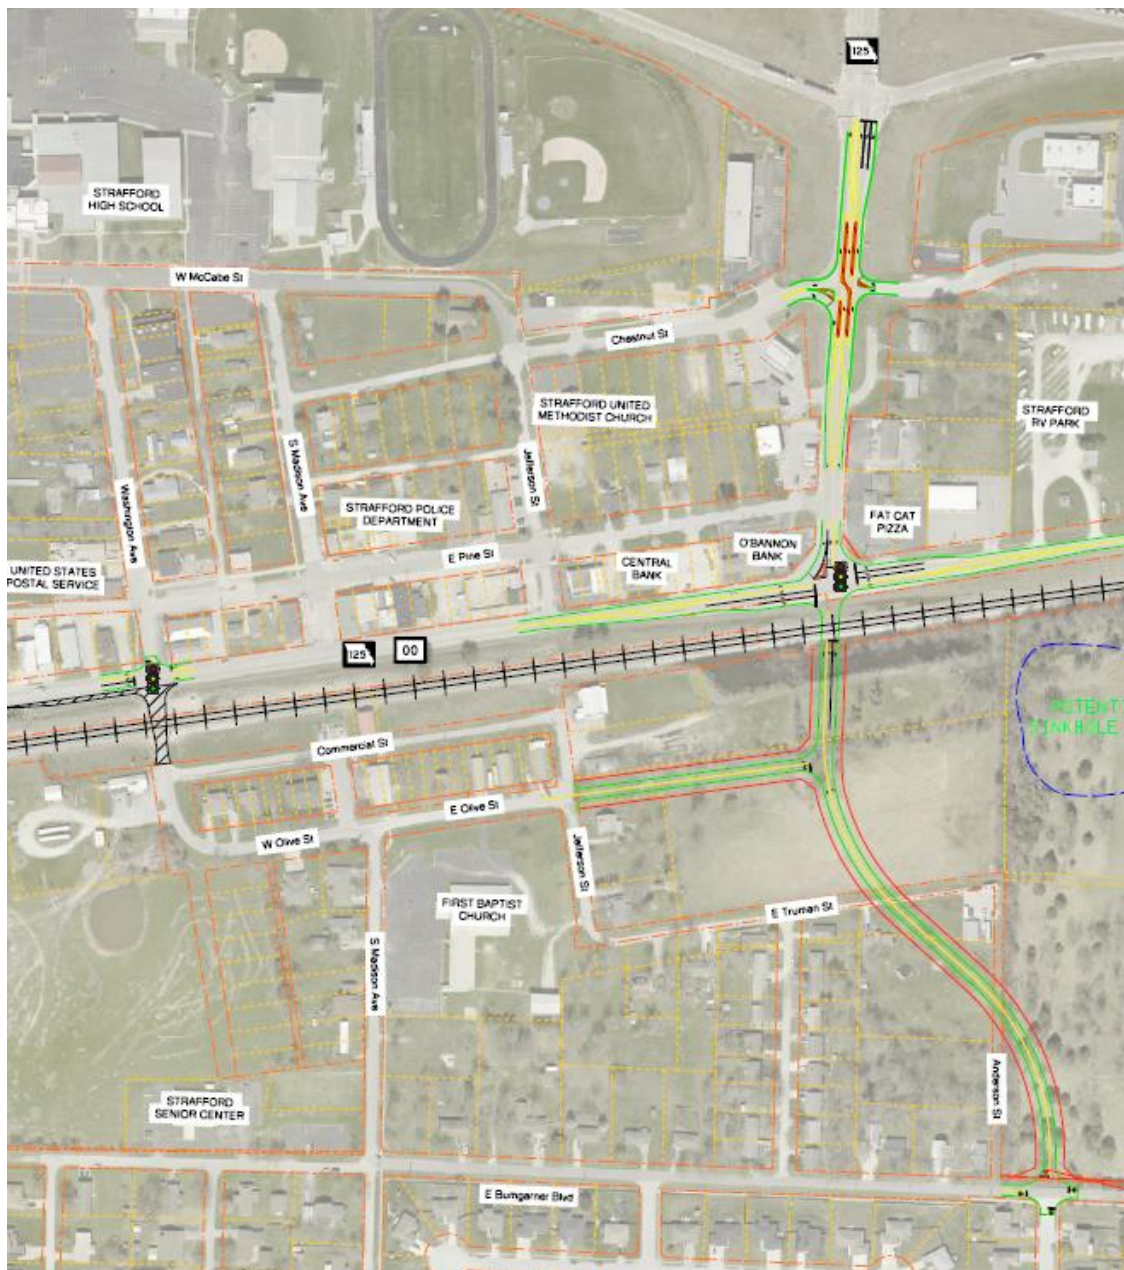 125
STRAFFORD
HIGH SCHOOL
W McCabe St
Chestnut St
STRAFFORD UNITED
METHODIST CHURCH
STRAFFORD
RV PARK
S Madison Ave
Jefferson St
Washington Ave
STRAFFORD POLICE
DEPARTMENT
FAT CAT
PIZZA
O'BANNON
BANK
E Pine St
CENTRAL
BANK
UNITED STATES
POSTAL SERVICE
125
OO
POTENT
SINKHOLE
Commercial St
E Olive St
W Olive St
Jefferson St
FIRST BAPTIST
CHURCH
E Truman St
S Madison Ave
Anderson St
STRAFFORD
SENIOR CENTER
E Bumgarner Blvd